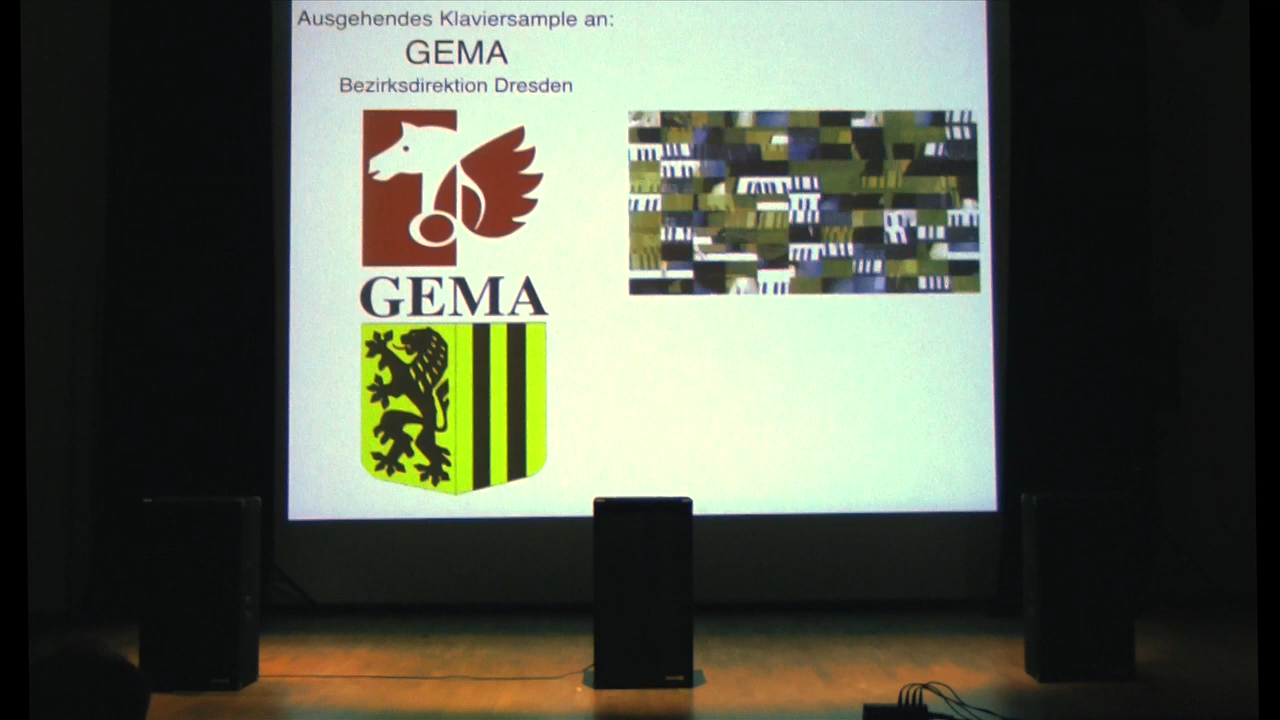 Ausgehendes Klaviersample an:
GEMA
Bezirksdirektion Dresden
GEMA